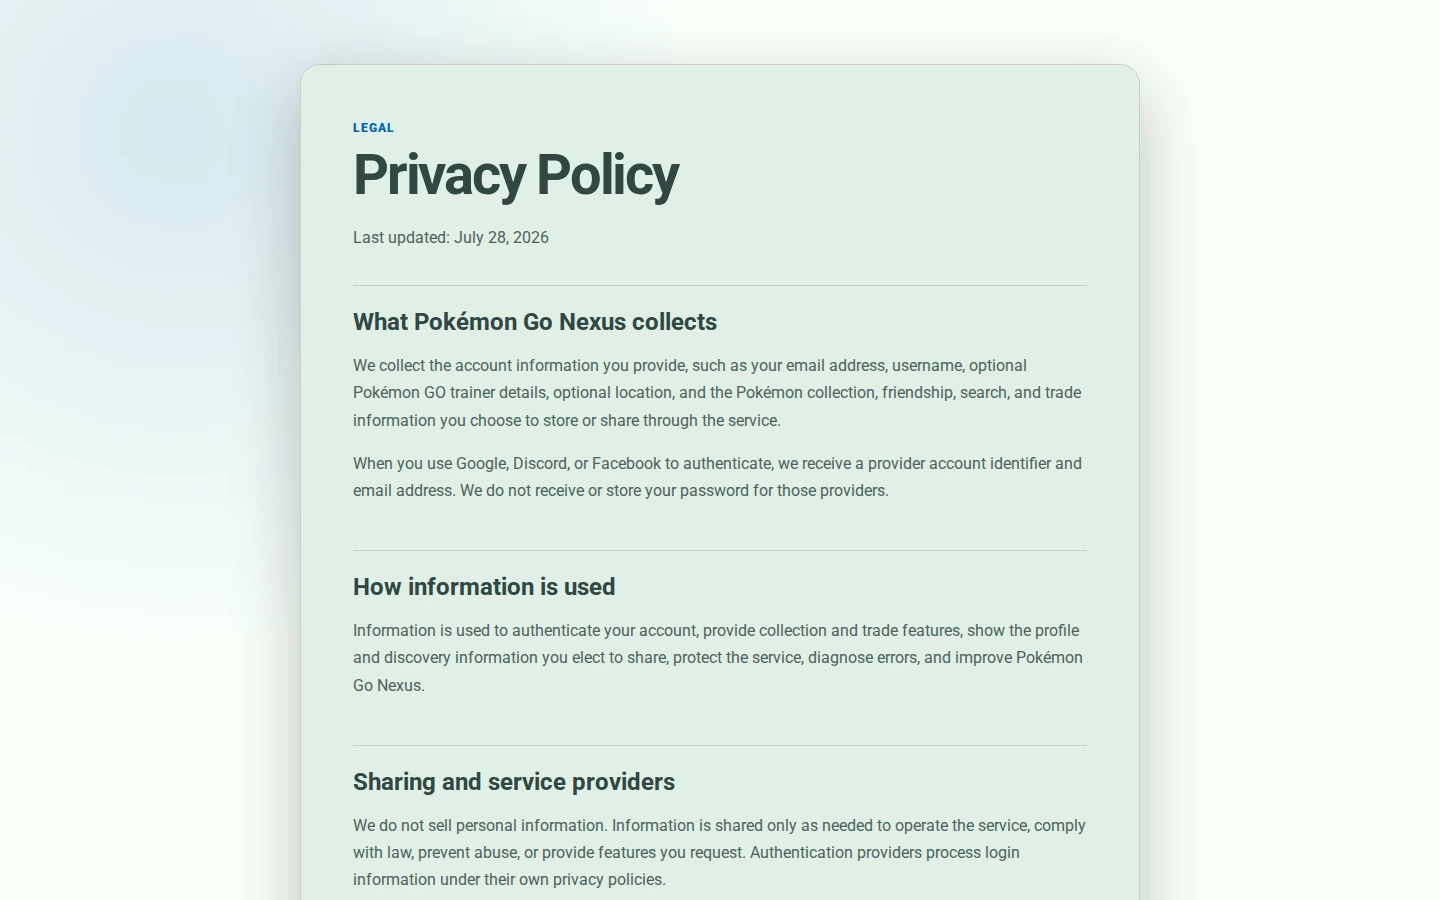 LEGAL
Privacy Policy
Last updated: July 28, 2026
What Pokémon Go Nexus collects
We collect the account information you provide, such as your email address, username, optional
Pokémon GO trainer details, optional location, and the Pokémon collection, friendship, search, and trade
information you choose to store or share through the service.
When you use Google, Discord, or Facebook to authenticate, we receive a provider account identifier and
email address. We do not receive or store your password for those providers.
How information is used
Information is used to authenticate your account, provide collection and trade features, show the profile
and discovery information you elect to share, protect the service, diagnose errors, and improve Pokémon
Go Nexus.
Sharing and service providers
We do not sell personal information. Information is shared only as needed to operate the service, comply
with law, prevent abuse, or provide features you request. Authentication providers process login
information under their own privacy policies.